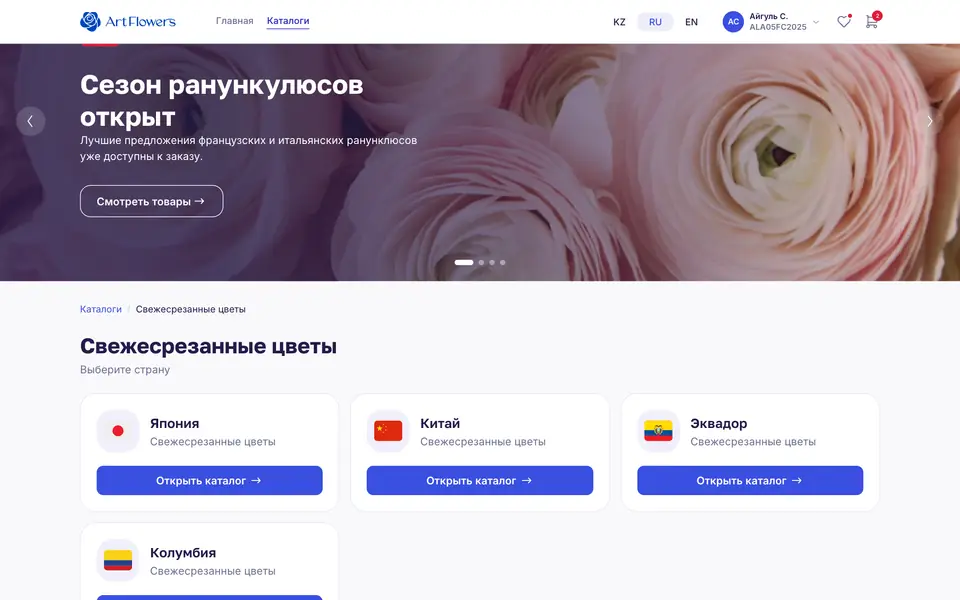 ArtFlowers
Главная
Каталоги
KZ
RU
EN
АС
Айгуль С.
ALA05FC2025
2
Сезон ранункулюсов
открыт
Лучшие предложения французских и итальянских ранунклюсов
уже доступны к заказу.
Смотреть товары →
Каталоги / Свежесрезанные цветы
Свежесрезанные цветы
Выберите страну
Япония
Свежесрезанные цветы
Открыть каталог →
Китай
Свежесрезанные цветы
Открыть каталог →
Эквадор
Свежесрезанные цветы
Открыть каталог →
Колумбия
Свежесрезанные цветы